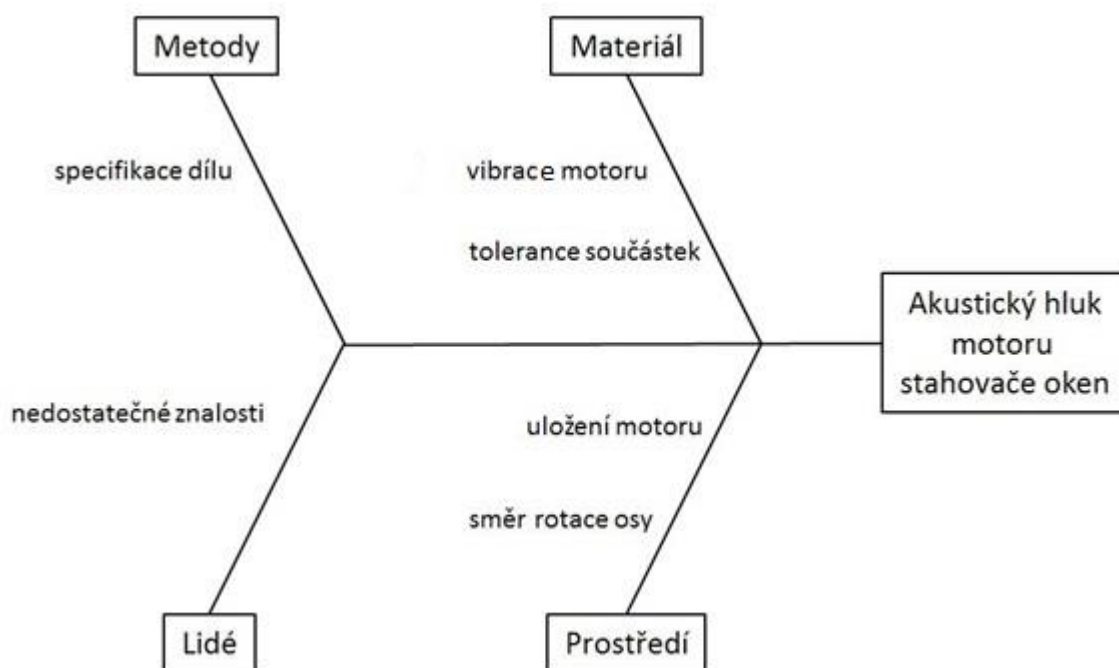 Metody
Materiál
specifikace dílu
vibrace motoru
tolerance součástek
Akustický hluk
motoru
stahovače oken
nedostatečné znalosti
uložení motoru
směr rotace osy
Lidé
Prostředí